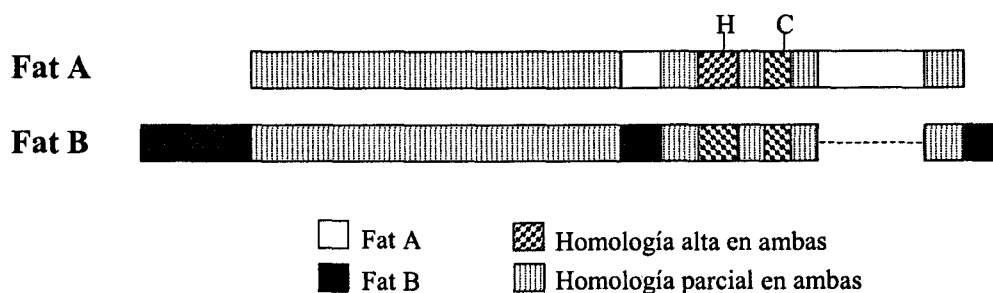 H C
Fat A
Fat B
Fat A Homología alta en ambas
Fat B Homología parcial en ambas